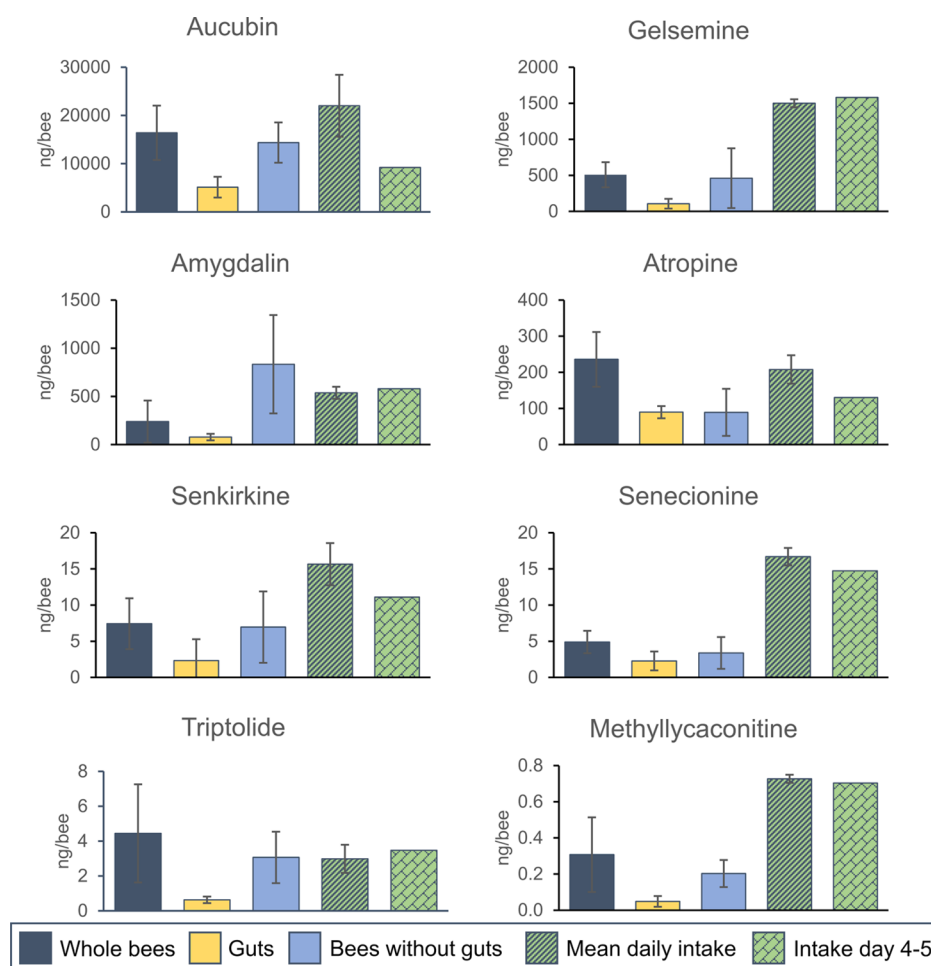 Aucubin
30000
20000
10000
0
ng/bee
Gelsemine
2000
1500
1000
500
0
ng/bee
Amygdalin
1500
1000
500
0
ng/bee
Atropine
400
300
200
100
0
ng/bee
Senkirkine
20
15
10
5
0
ng/bee
Senecionine
20
15
10
5
0
ng/bee
Triptolide
8
6
4
2
0
ng/bee
Methyllycaconitine
0.8
0.6
0.4
0.2
0.0
ng/bee
Whole bees Guts Bees without guts Mean daily intake Intake day 4-5